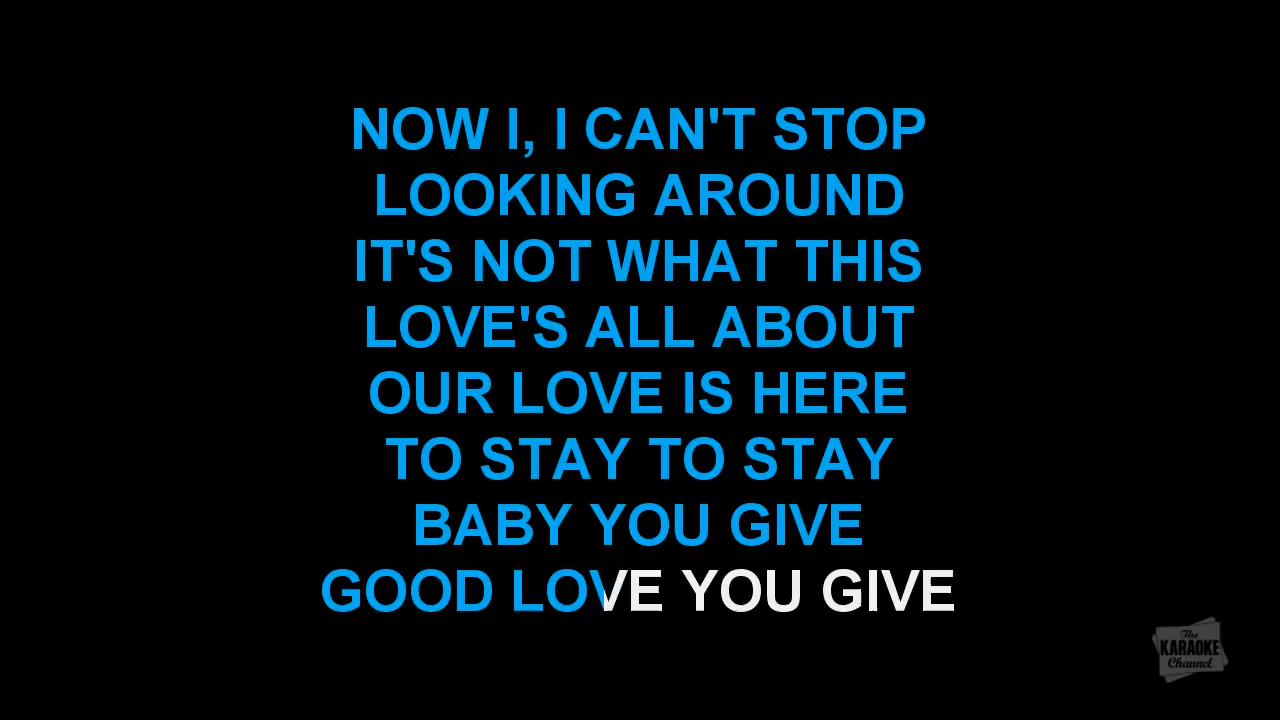 NOW I, I CAN'T STOP
LOOKING AROUND
IT'S NOT WHAT THIS
LOVE'S ALL ABOUT
OUR LOVE IS HERE
TO STAY TO STAY
BABY YOU GIVE
GOOD LOVE YOU GIVE
The
KARAOKE
Channel